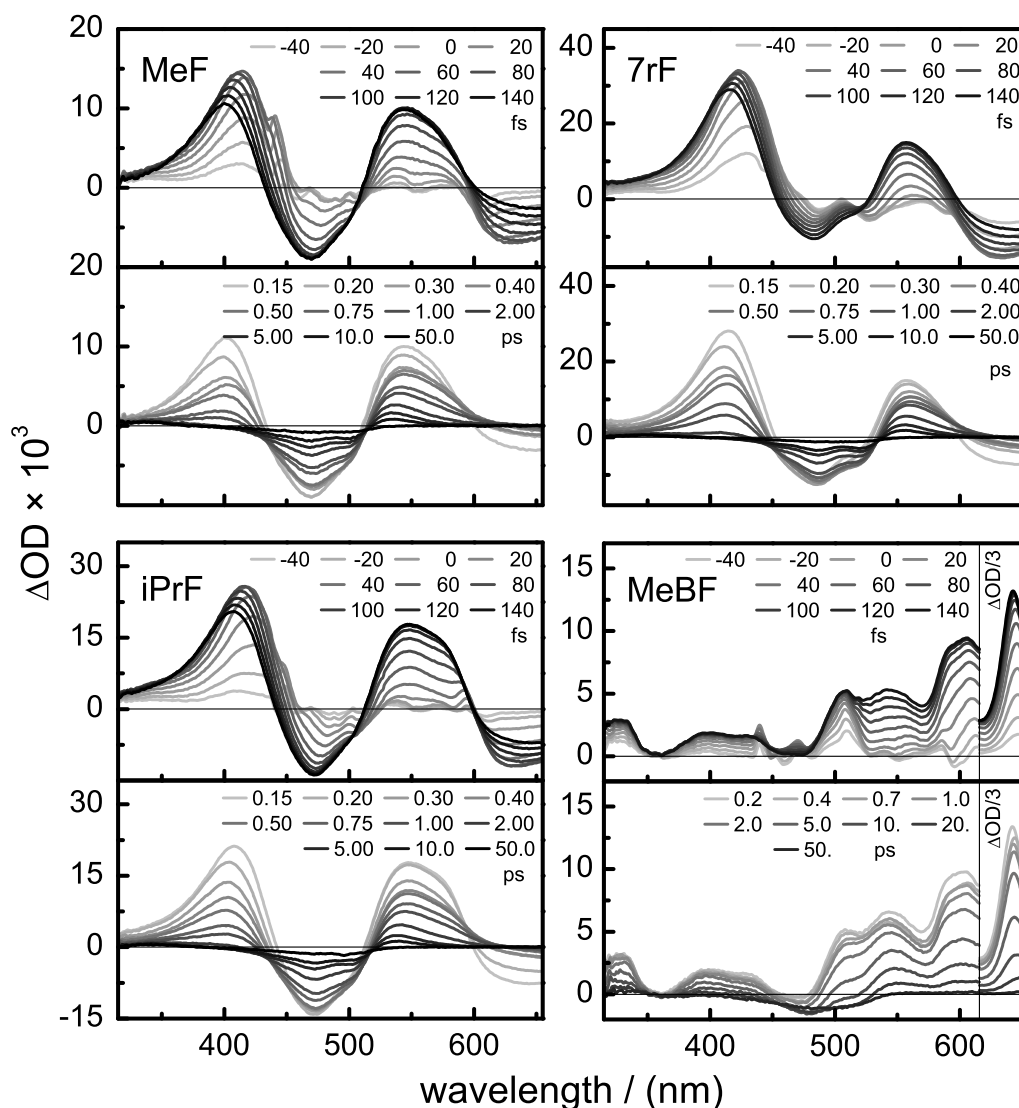 MeF
-40 -20 0 20
40 60 80
100 120 140
fs
20
10
0
20
0.15 0.20 0.30 0.40
0.50 0.75 1.00 2.00
5.00 10.0 50.0
ps
10
0
7rF
-40 -20 0 20
40 60 80
100 120 140
fs
40
20
0
40
0.15 0.20 0.30 0.40
0.50 0.75 1.00 2.00
5.00 10.0 50.0
ps
20
0
ΔOD × 10³
iPrF
-40 -20 0 20
40 60 80
100 120 140
fs
30
15
0
30
0.15 0.20 0.30 0.40
0.50 0.75 1.00 2.00
5.00 10.0 50.0
ps
15
0
-15
400 500 600
MeBF
-40 -20 0 20
40 60 80
100 120 140
fs
ΔOD/3
15
10
5
0
15
0.2 0.4 0.7 1.0
2.0 5.0 10. 20.
50. ps
ΔOD/3
10
5
0
400 500 600
wavelength / (nm)